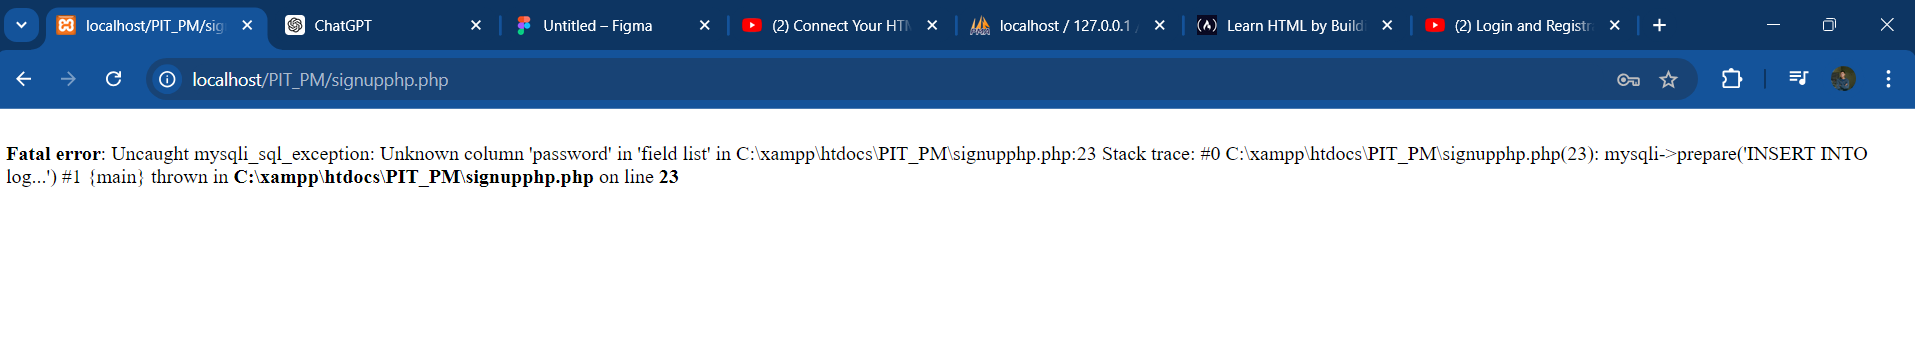 localhost/PIT_PM/sig
ChatGPT
Untitled – Figma
(2) Connect Your HTM
localhost / 127.0.0.1 /
Learn HTML by Buildi
(2) Login and Registra
localhost/PIT_PM/signupphp.php
Fatal error: Uncaught mysqli_sql_exception: Unknown column 'password' in 'field list' in C:\xampp\htdocs\PIT_PM\signupphp.php:23 Stack trace: #0 C:\xampp\htdocs\PIT_PM\signupphp.php(23): mysqli->prepare('INSERT INTO
log...') #1 {main} thrown in C:\xampp\htdocs\PIT_PM\signupphp.php on line 23